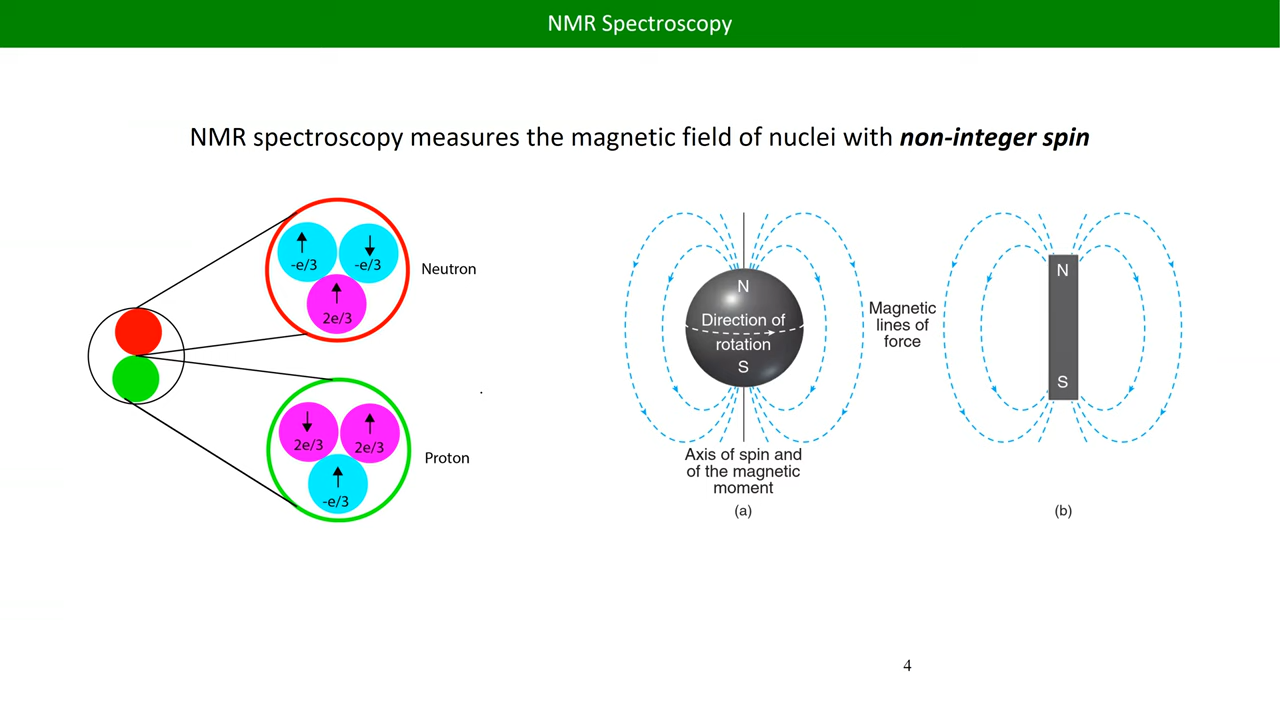 NMR Spectroscopy
NMR spectroscopy measures the magnetic field of nuclei with non-integer spin
-e/3
-e/3
2e/3
Neutron
2e/3
2e/3
-e/3
Proton
N
Direction of
rotation
S
Axis of spin and
of the magnetic
moment
(a)
Magnetic
lines of
force
N
S
(b)
4